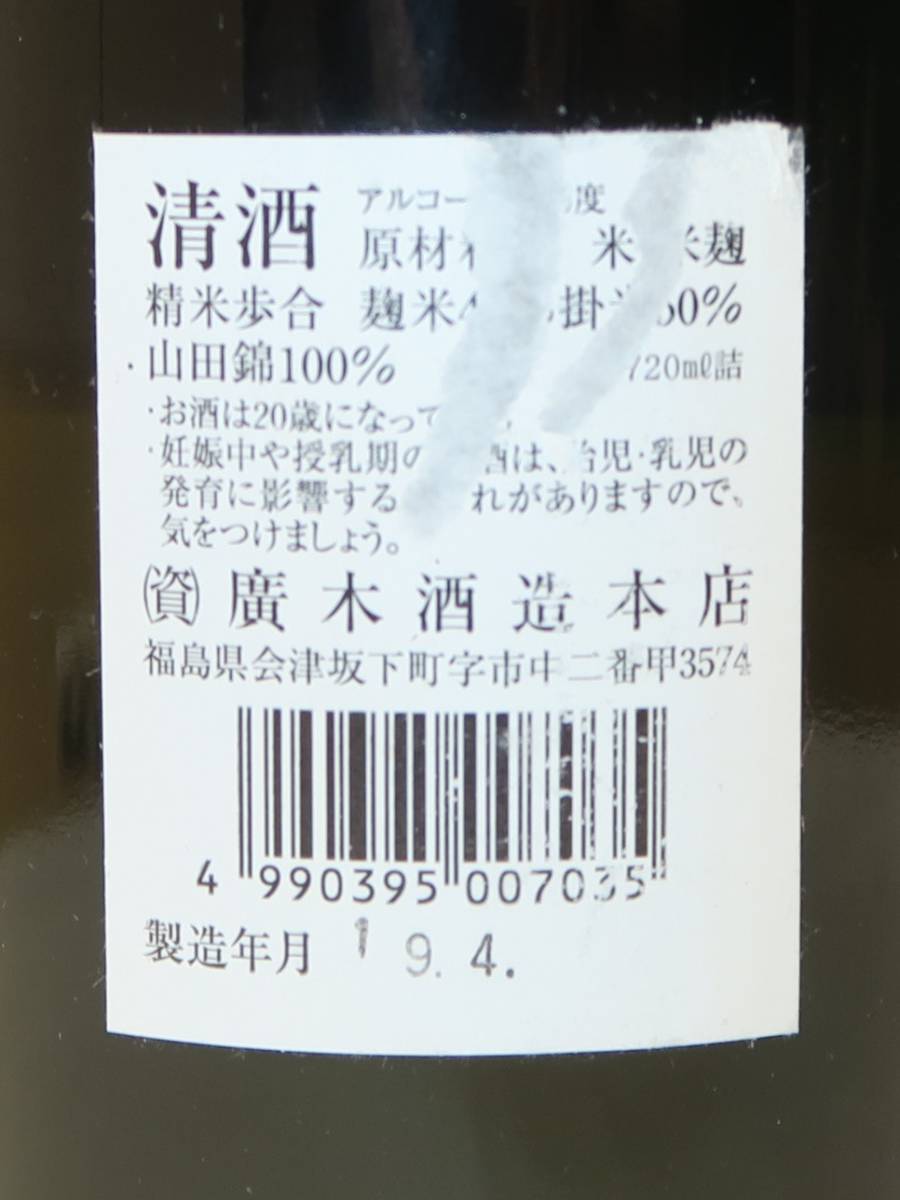 清酒 アルコー 度
原材 米 米麹
精米歩合 麹米 掛 60%
山田錦100% 720mℓ詰
・お酒は20歳になって
・妊娠中や授乳期の 酒は、胎児・乳児の
発育に影響する れがありますので、
気をつけましょう。
㈾廣木酒造本店
福島県会津坂下町字市中二番甲3574
4 990395 007035
製造年月 19.4.